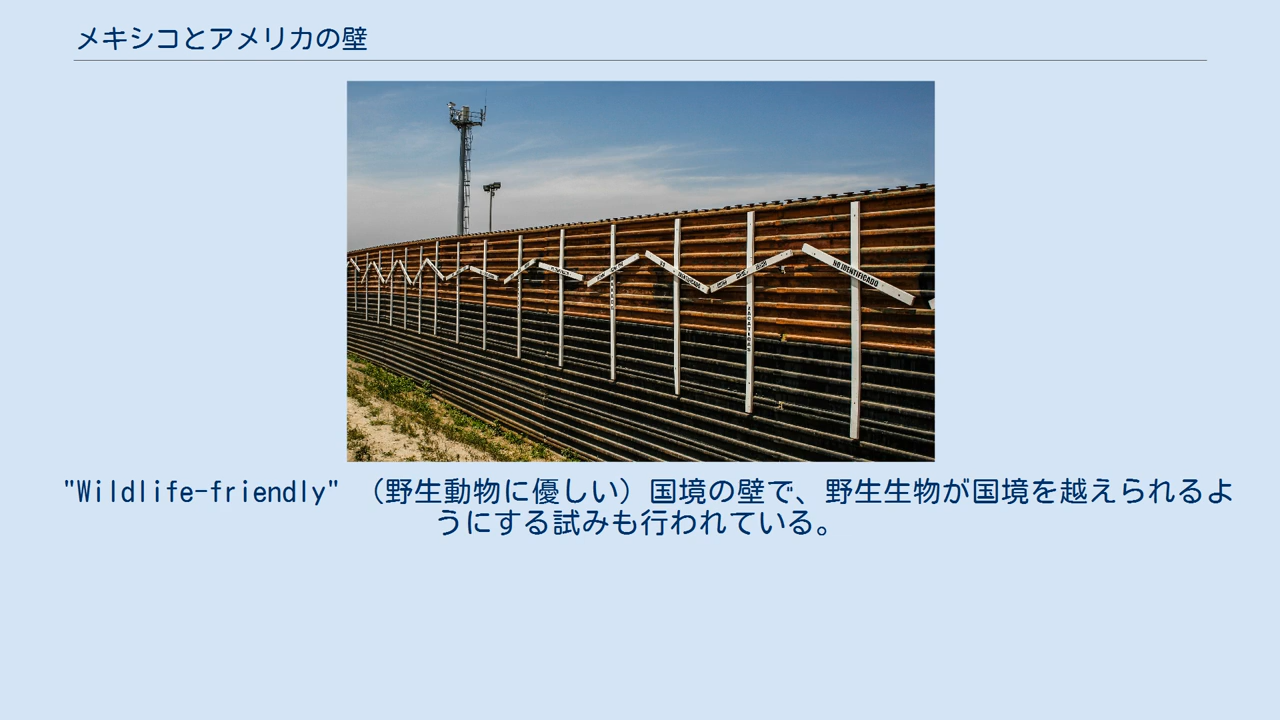 メキシコとアメリカの壁
NO IDENTIFICADO
ZACATECAS
"Wildlife-friendly" （野生動物に優しい）国境の壁で、野生生物が国境を越えられるよ
うにする試みも行われている。